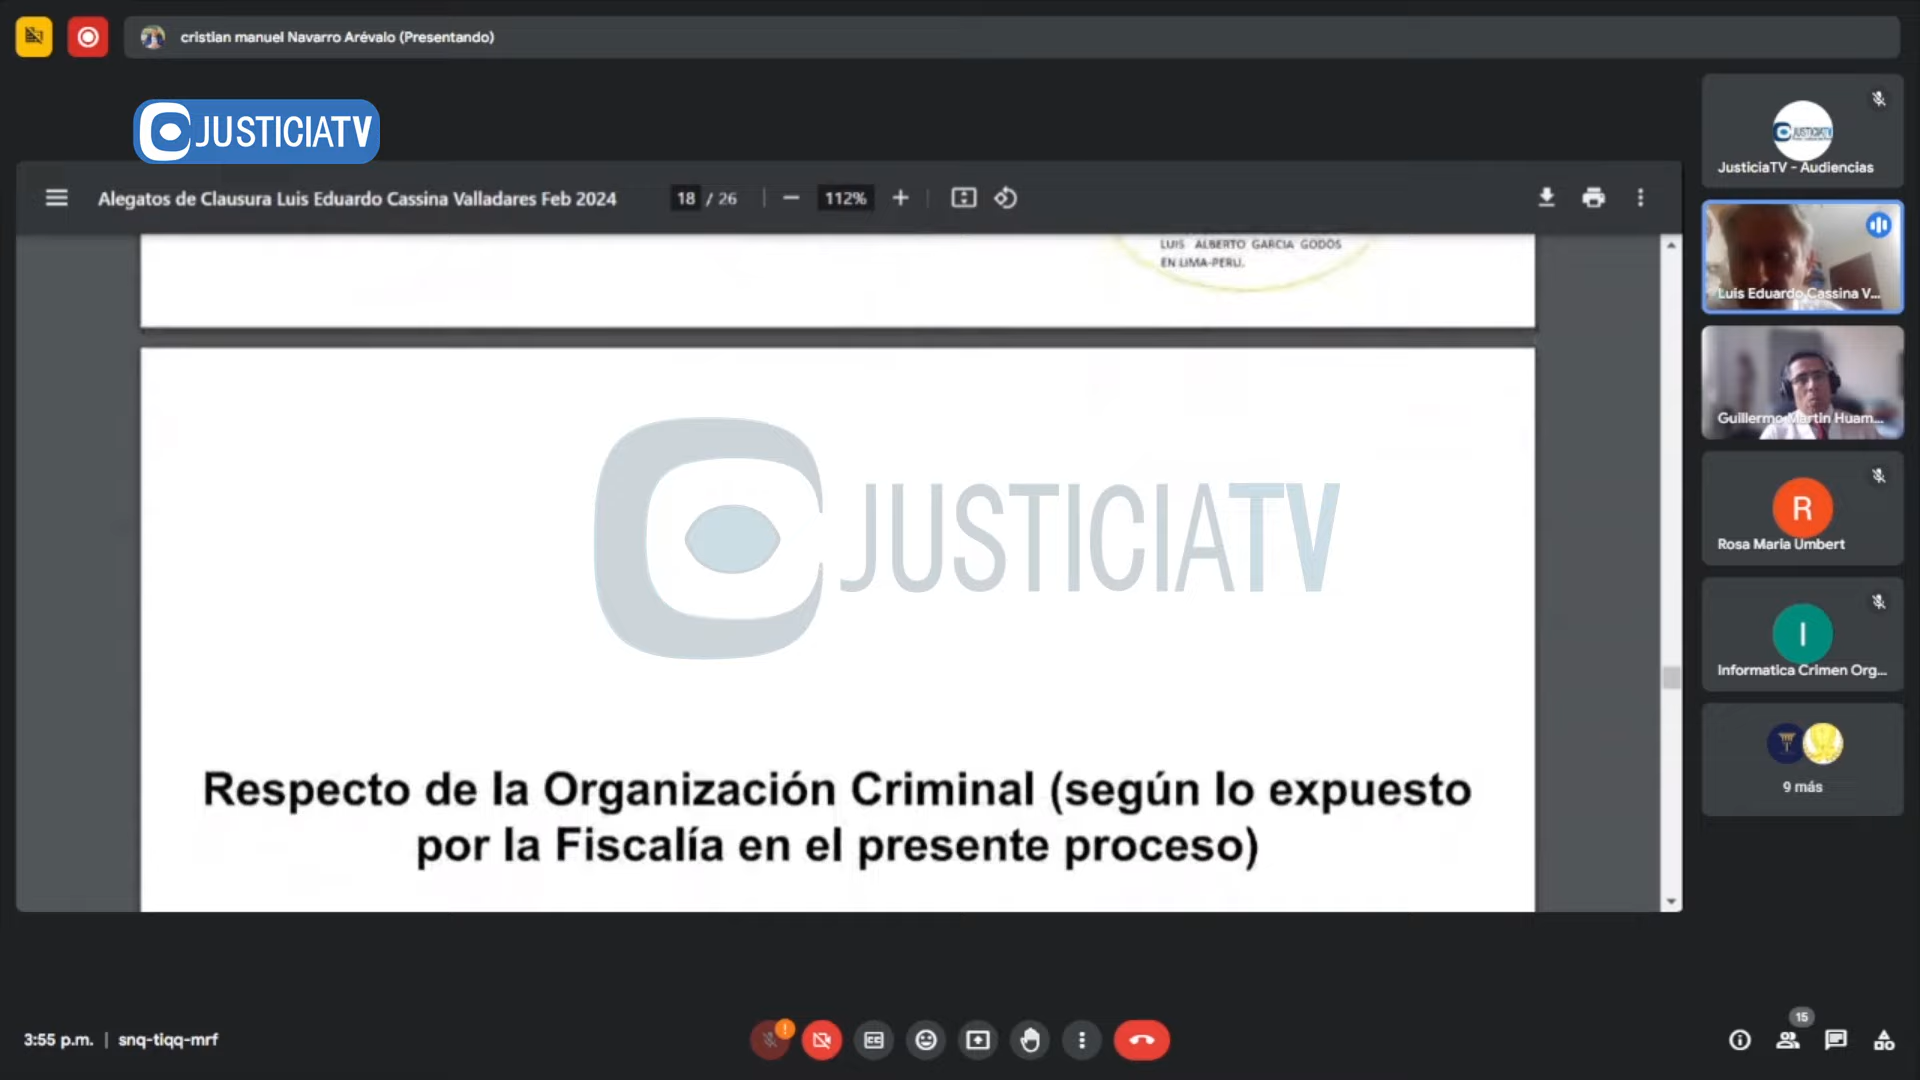 cristian manuel Navarro Arévalo (Presentando)
JUSTICIATV
Alegatos de Clausura Luis Eduardo Cassina Valladares Feb 2024
18 / 26
112%
LUIS ALBERTO GARCIA GODOS
EN LIMA-PERU.
JUSTICIATV
Respecto de la Organización Criminal (según lo expuesto
por la Fiscalía en el presente proceso)
JUSTICIATV
JusticiaTV - Audiencias
Luis Eduardo Cassina V...
Guillermo Martin Huam...
R
Rosa Maria Umbert
I
Informatica Crimen Org...
9 más
3:55 p.m. | snq-tiqq-mrf
15